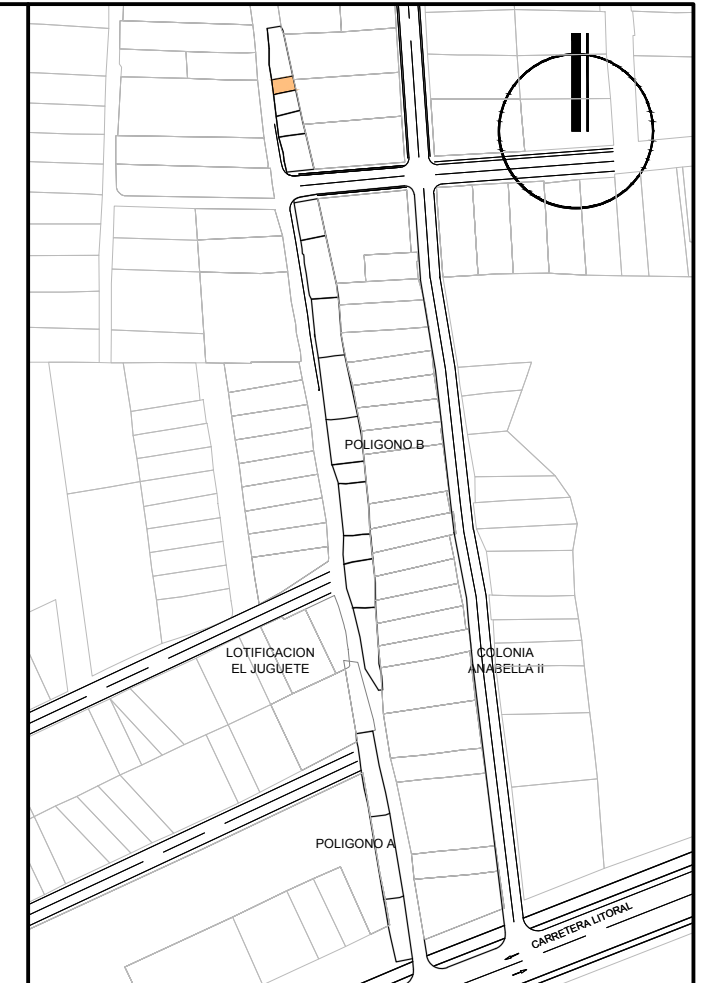 POLIGONO B
LOTIFICACION
EL JUGUETE
COLONIA
ANABELLA II
POLIGONO A
CARRETERA LITORAL